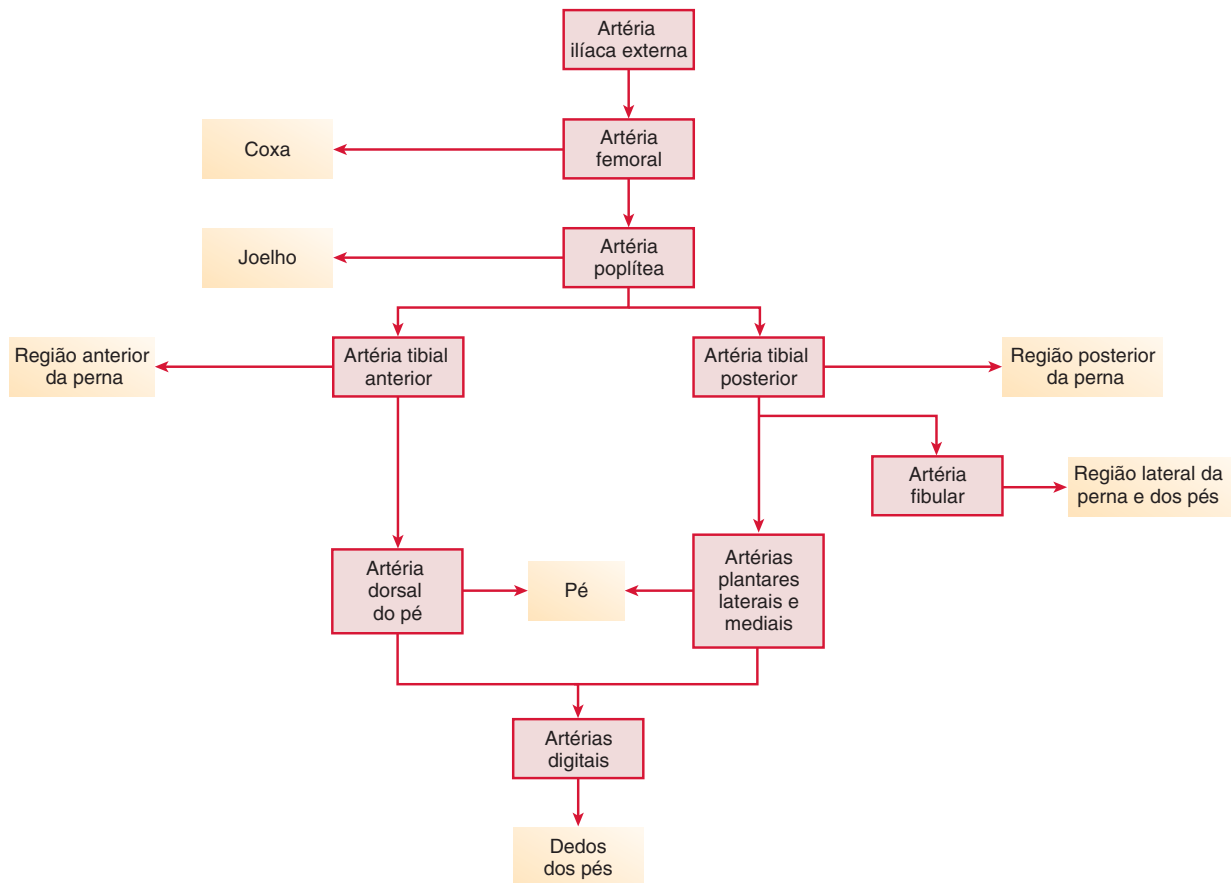 Artéria
ilíaca externa
Coxa
Artéria
femoral
Joelho
Artéria
poplítea
Região anterior
da perna
Artéria tibial
anterior
Artéria tibial
posterior
Região posterior
da perna
Artéria
fibular
Região lateral da
perna e dos pés
Artéria
dorsal
do pé
Pé
Artérias
plantares
laterais e
mediais
Artérias
digitais
Dedos
dos pés